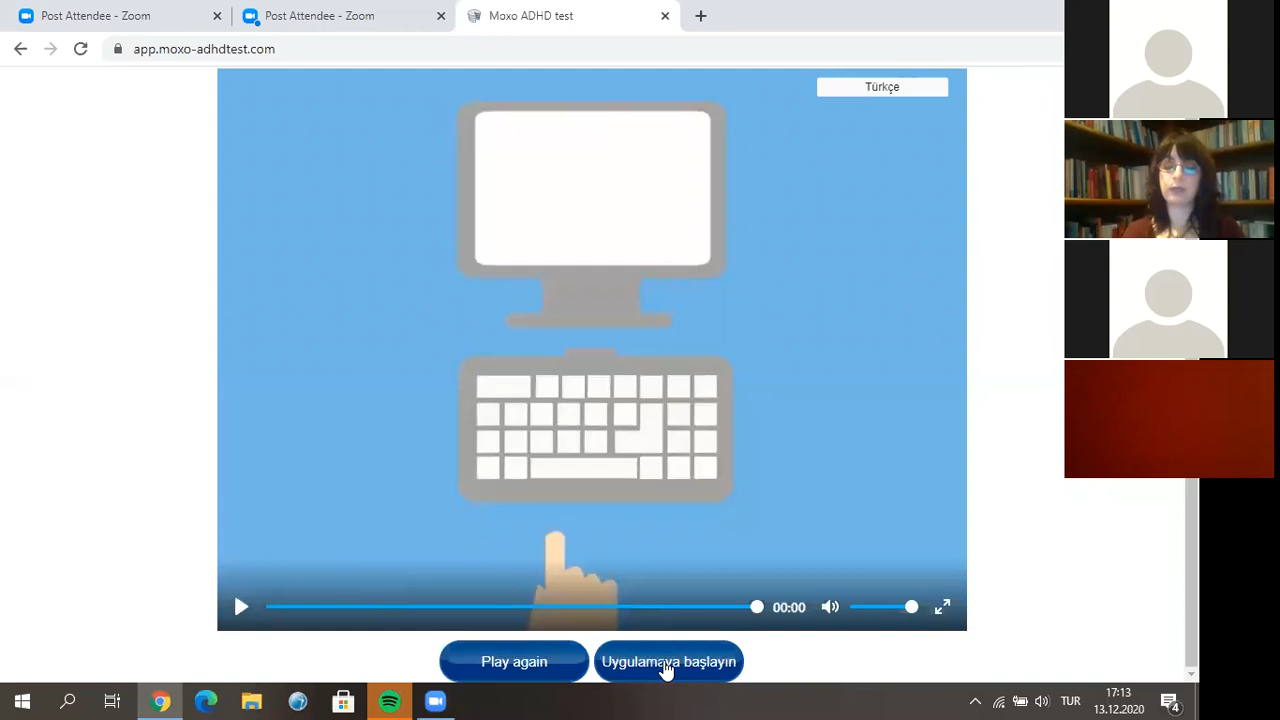 Post Attendee - Zoom
Post Attendee - Zoom
Moxo ADHD test
app.moxo-adhdtest.com
Türkçe
00:00
Play again
Uygulamaya başlayın
TUR
17:13
13.12.2020
4